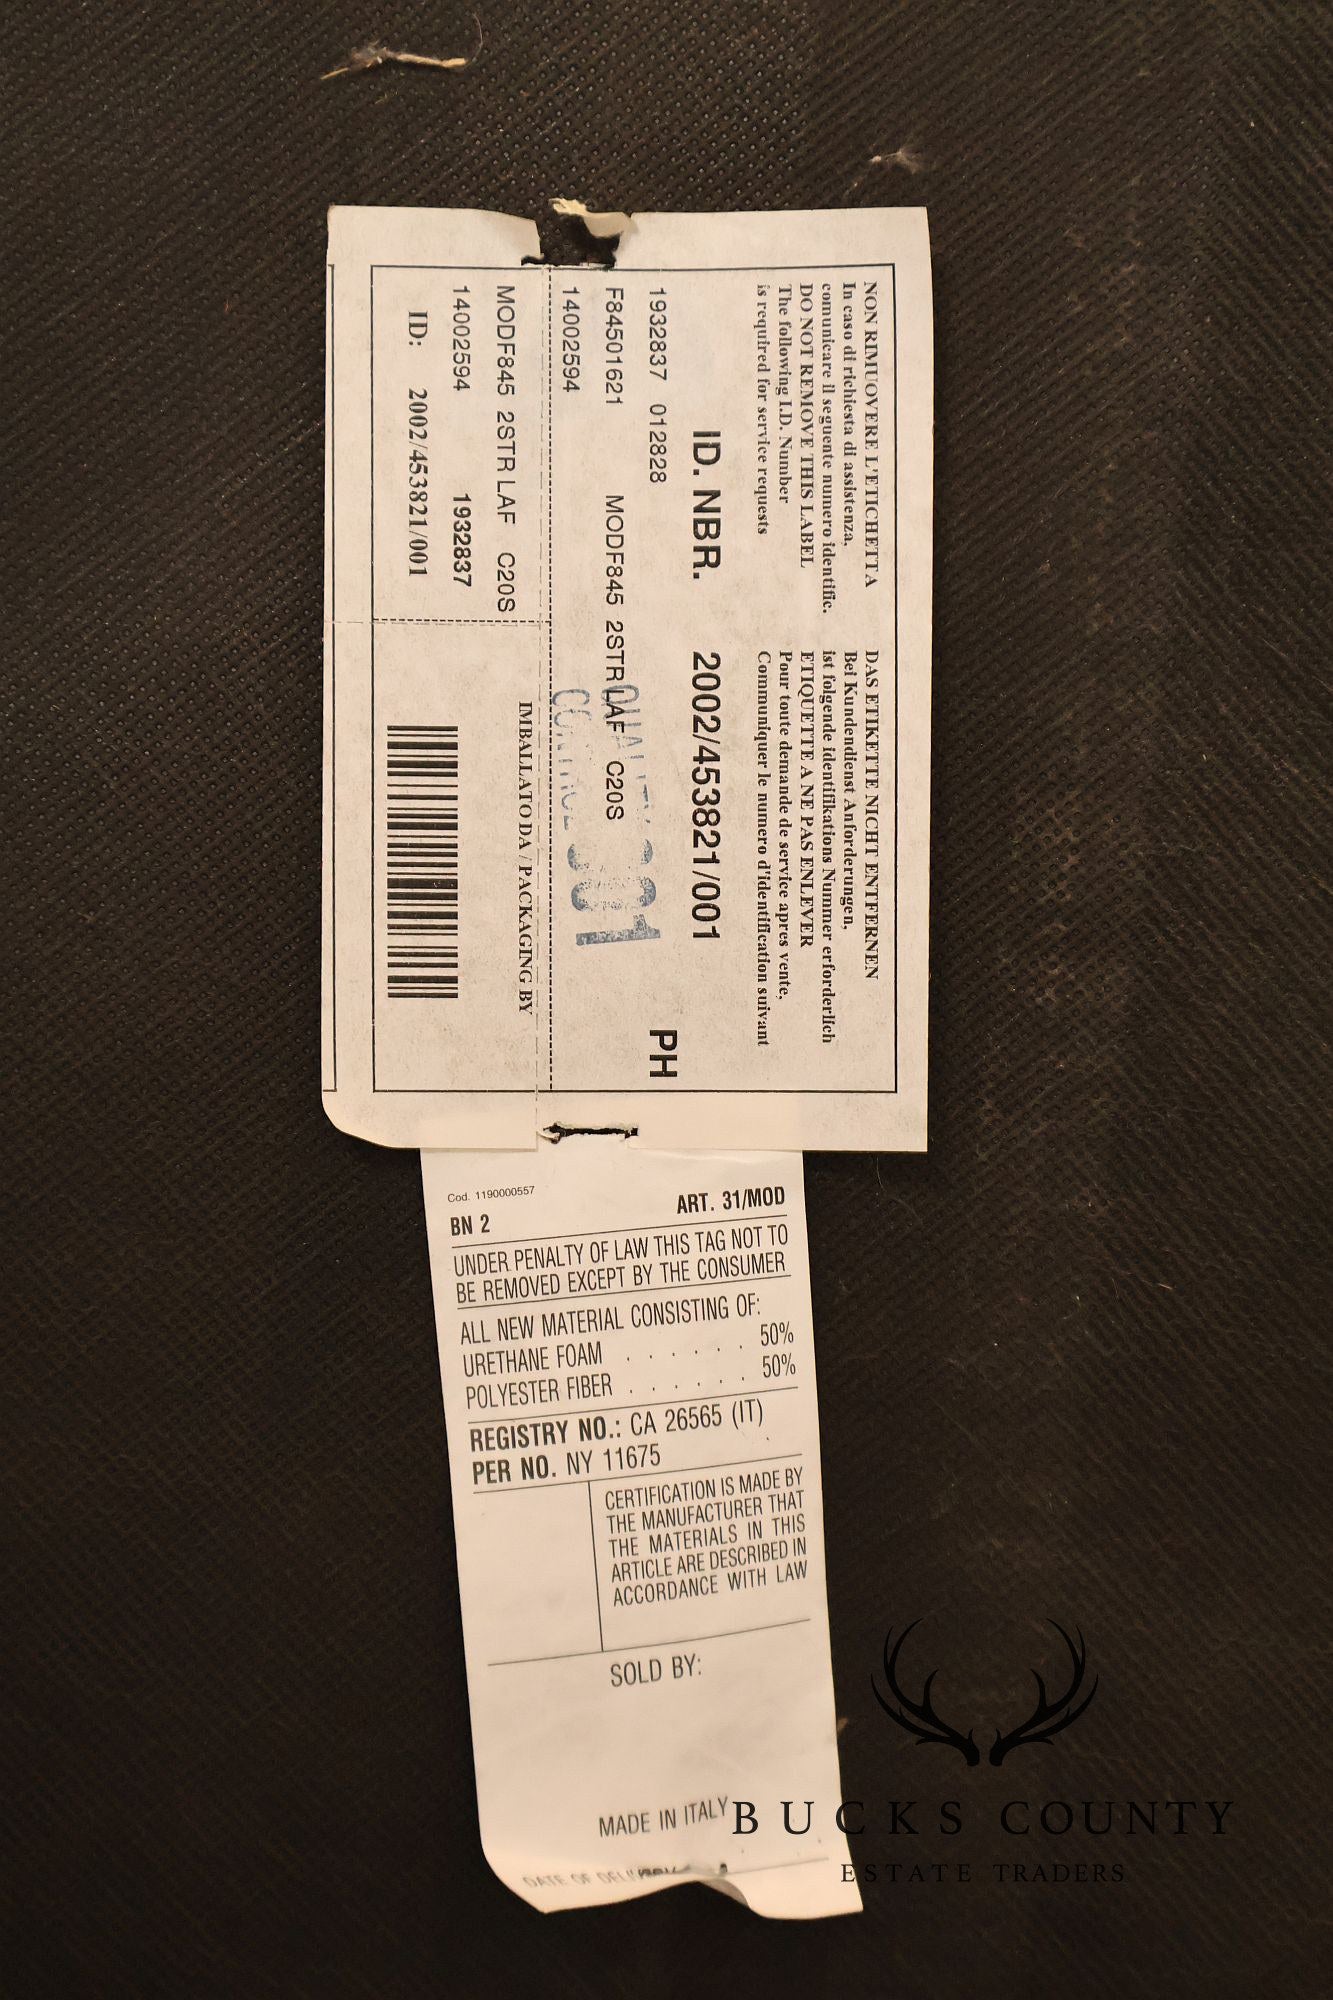 NON RIMUOVERE L'ETICHETTA
In caso di richiesta di assistenza,
comunicare il seguente numero identific.
DO NOT REMOVE THIS LABEL
The following I.D. Number
is required for service requests
DAS ETIKETTE NICHT ENTFERNEN
Bei Kundendienst Anforderungen,
ist folgende identifikations Nummer erforderlich
ETIQUETTE A NE PAS ENLEVER
Pour toute demande de service apres vente,
Communiquer le numero d'identification suivant
ID. NBR. 2002/453821/001
1932837 012828 PH
F84501621 MODF845 2STR LAF C20S
14002594
QUALITY
CONTROL
301
MODF845 2STR LAF C20S
14002594 1932837
ID: 2002/453821/001
IMBALLATO DA / PACKAGING BY
Cod. 1190000557
BN 2 ART. 31/MOD
UNDER PENALTY OF LAW THIS TAG NOT TO
BE REMOVED EXCEPT BY THE CONSUMER
ALL NEW MATERIAL CONSISTING OF:
URETHANE FOAM . . . . . . 50%
POLYESTER FIBER . . . . . . 50%
REGISTRY NO.: CA 26565 (IT)
PER NO. NY 11675
CERTIFICATION IS MADE BY
THE MANUFACTURER THAT
THE MATERIALS IN THIS
ARTICLE ARE DESCRIBED IN
ACCORDANCE WITH LAW
SOLD BY:
MADE IN ITALY
DATE OF DELIVERY
BUCKS COUNTY
ESTATE TRADERS